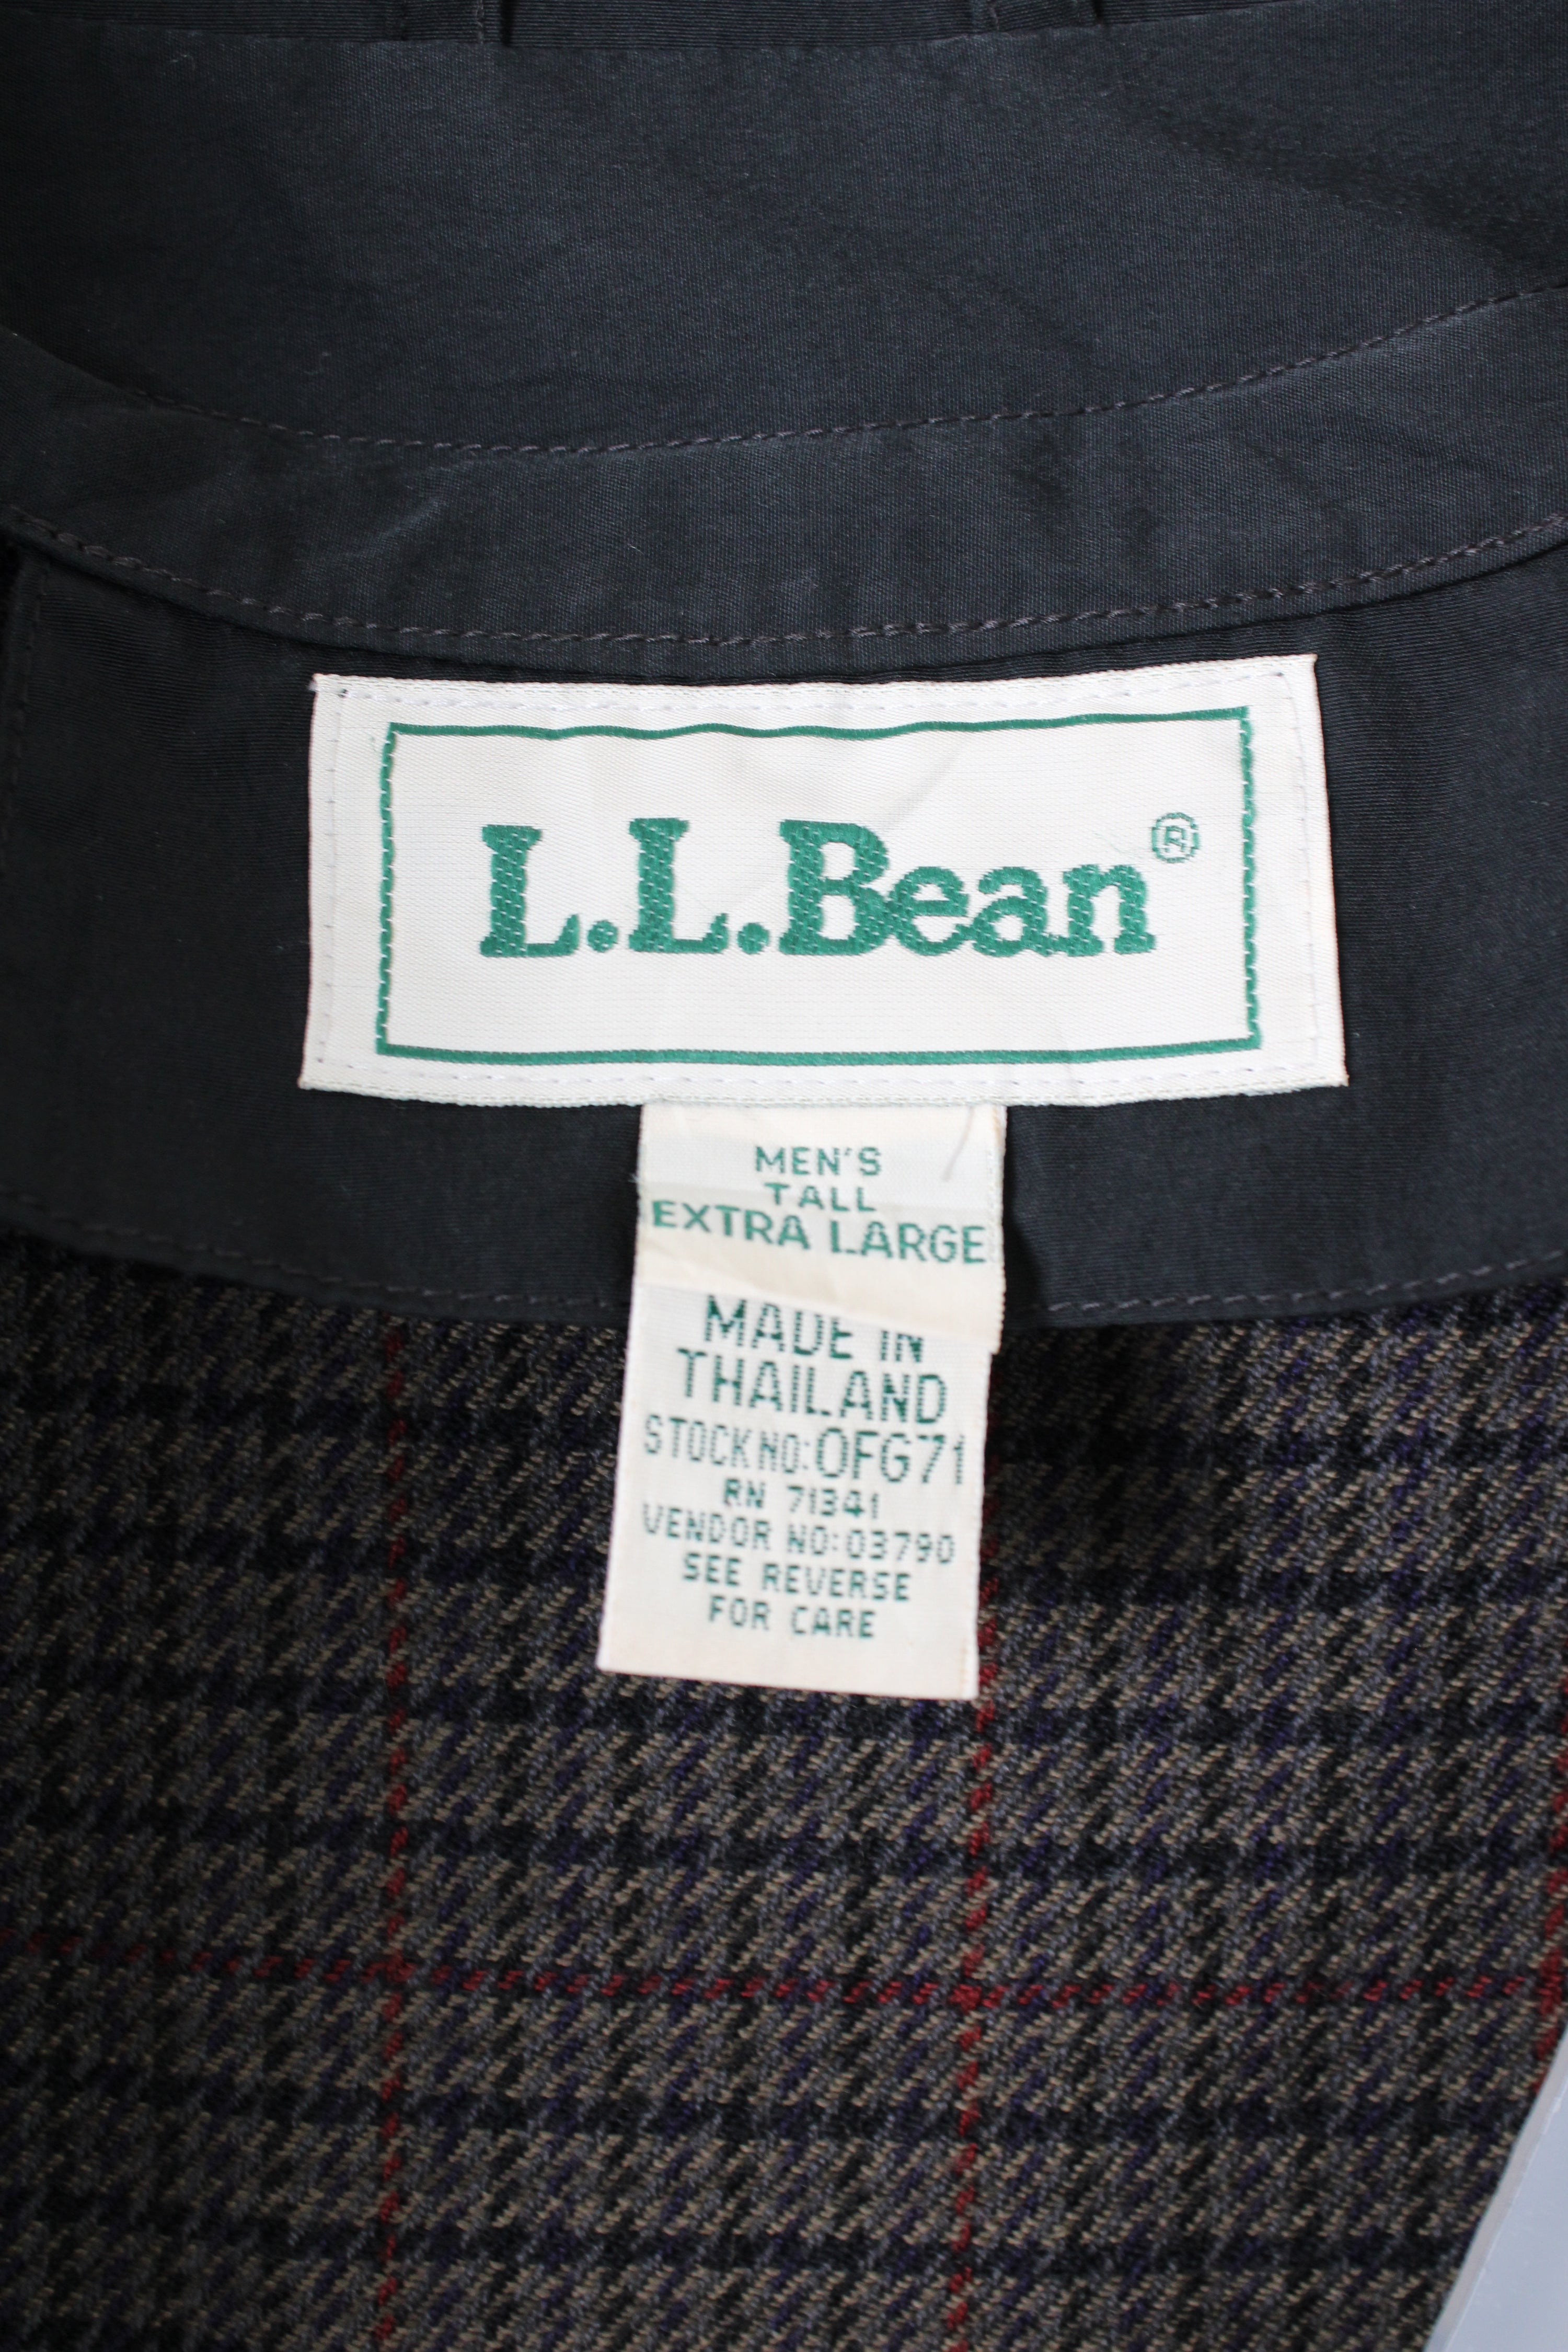 L.L.Bean®
MEN'S
TALL
EXTRA LARGE
MADE IN
THAILAND
STOCK NO: OFG71
RN 71341
VENDOR NO: 03790
SEE REVERSE
FOR CARE